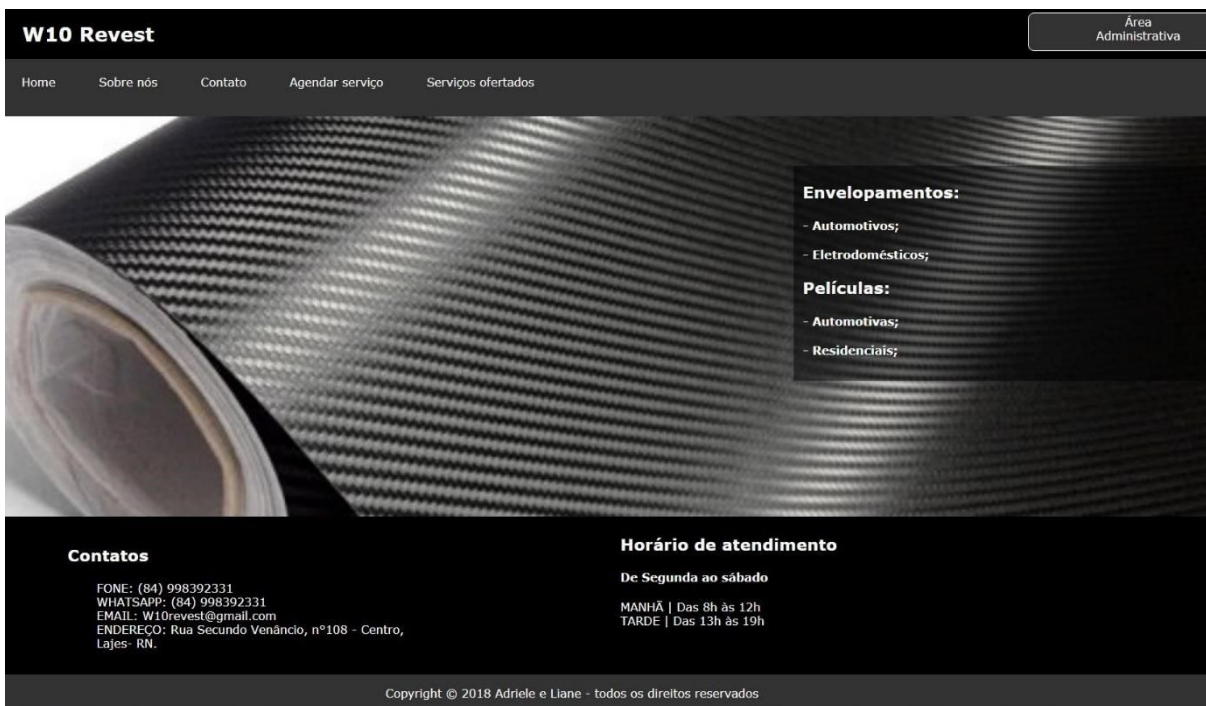 W10 Revest
Área
Administrativa
Home
Sobre nós
Contato
Agendar serviço
Serviços ofertados
Envelopamentos:
- Automotivos;
- Eletrodomésticos;
Películas:
- Automotivas;
- Residenciais;
Contatos
FONE: (84) 998392331
WHATSAPP: (84) 998392331
EMAIL: W10revest@gmail.com
ENDEREÇO: Rua Secundo Venâncio, nº108 - Centro,
Lajes- RN.
Horário de atendimento
De Segunda ao sábado
MANHÃ | Das 8h às 12h
TARDE | Das 13h às 19h
Copyright © 2018 Adriele e Liane - todos os direitos reservados